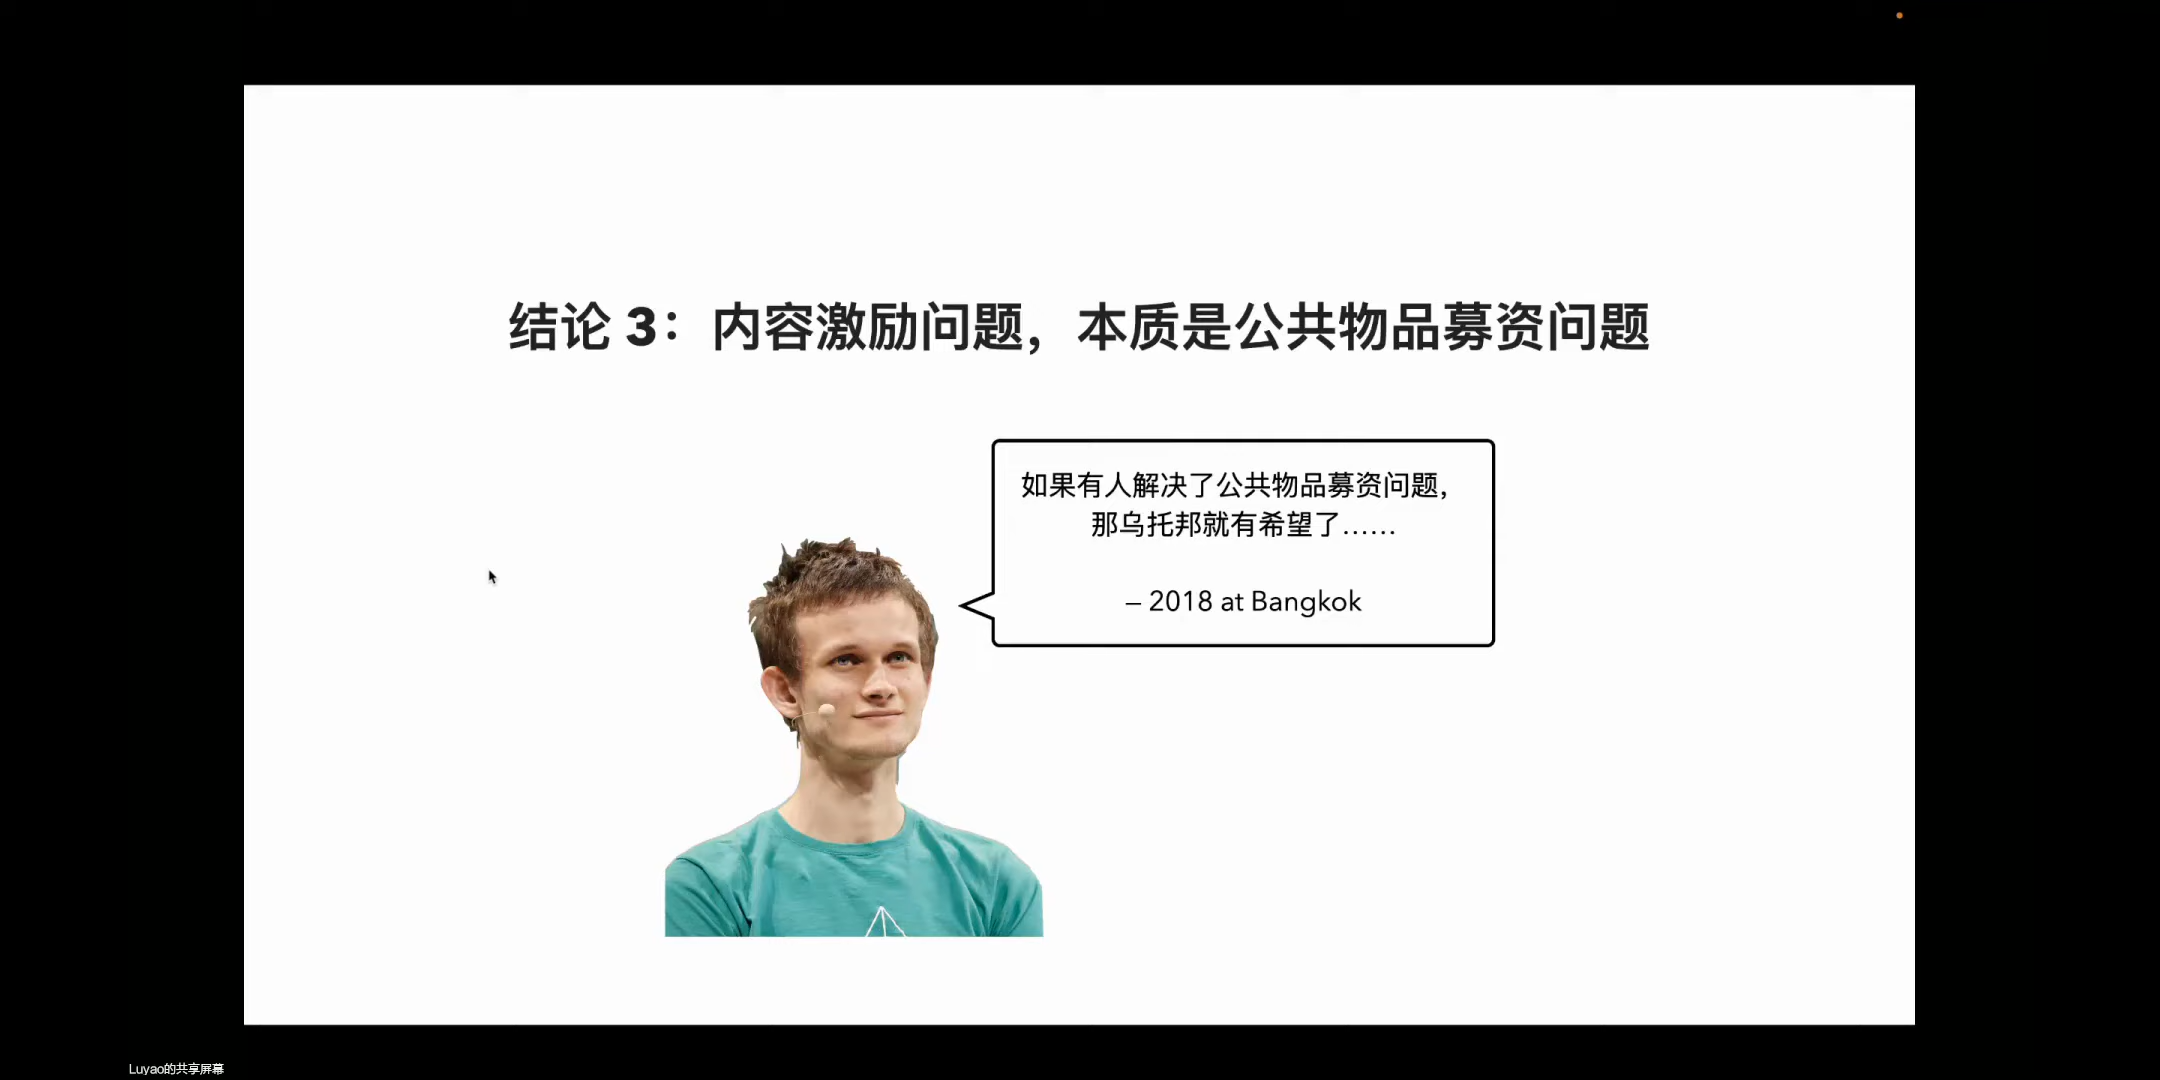 结论 3：内容激励问题，本质是公共物品募资问题
如果有人解决了公共物品募资问题，
那乌托邦就有希望了……
– 2018 at Bangkok
Luyao的共享屏幕